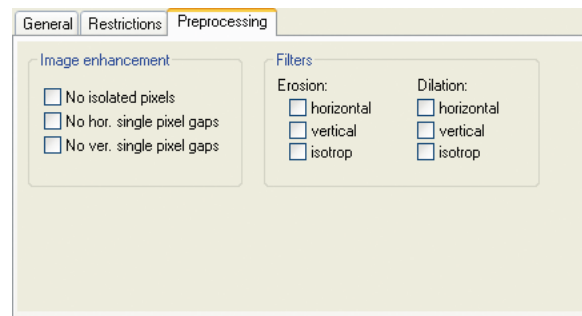 General Restrictions Preprocessing
Image enhancement
No isolated pixels
No hor. single pixel gaps
No ver. single pixel gaps
Filters
Erosion:
horizontal
vertical
isotrop
Dilation:
horizontal
vertical
isotrop